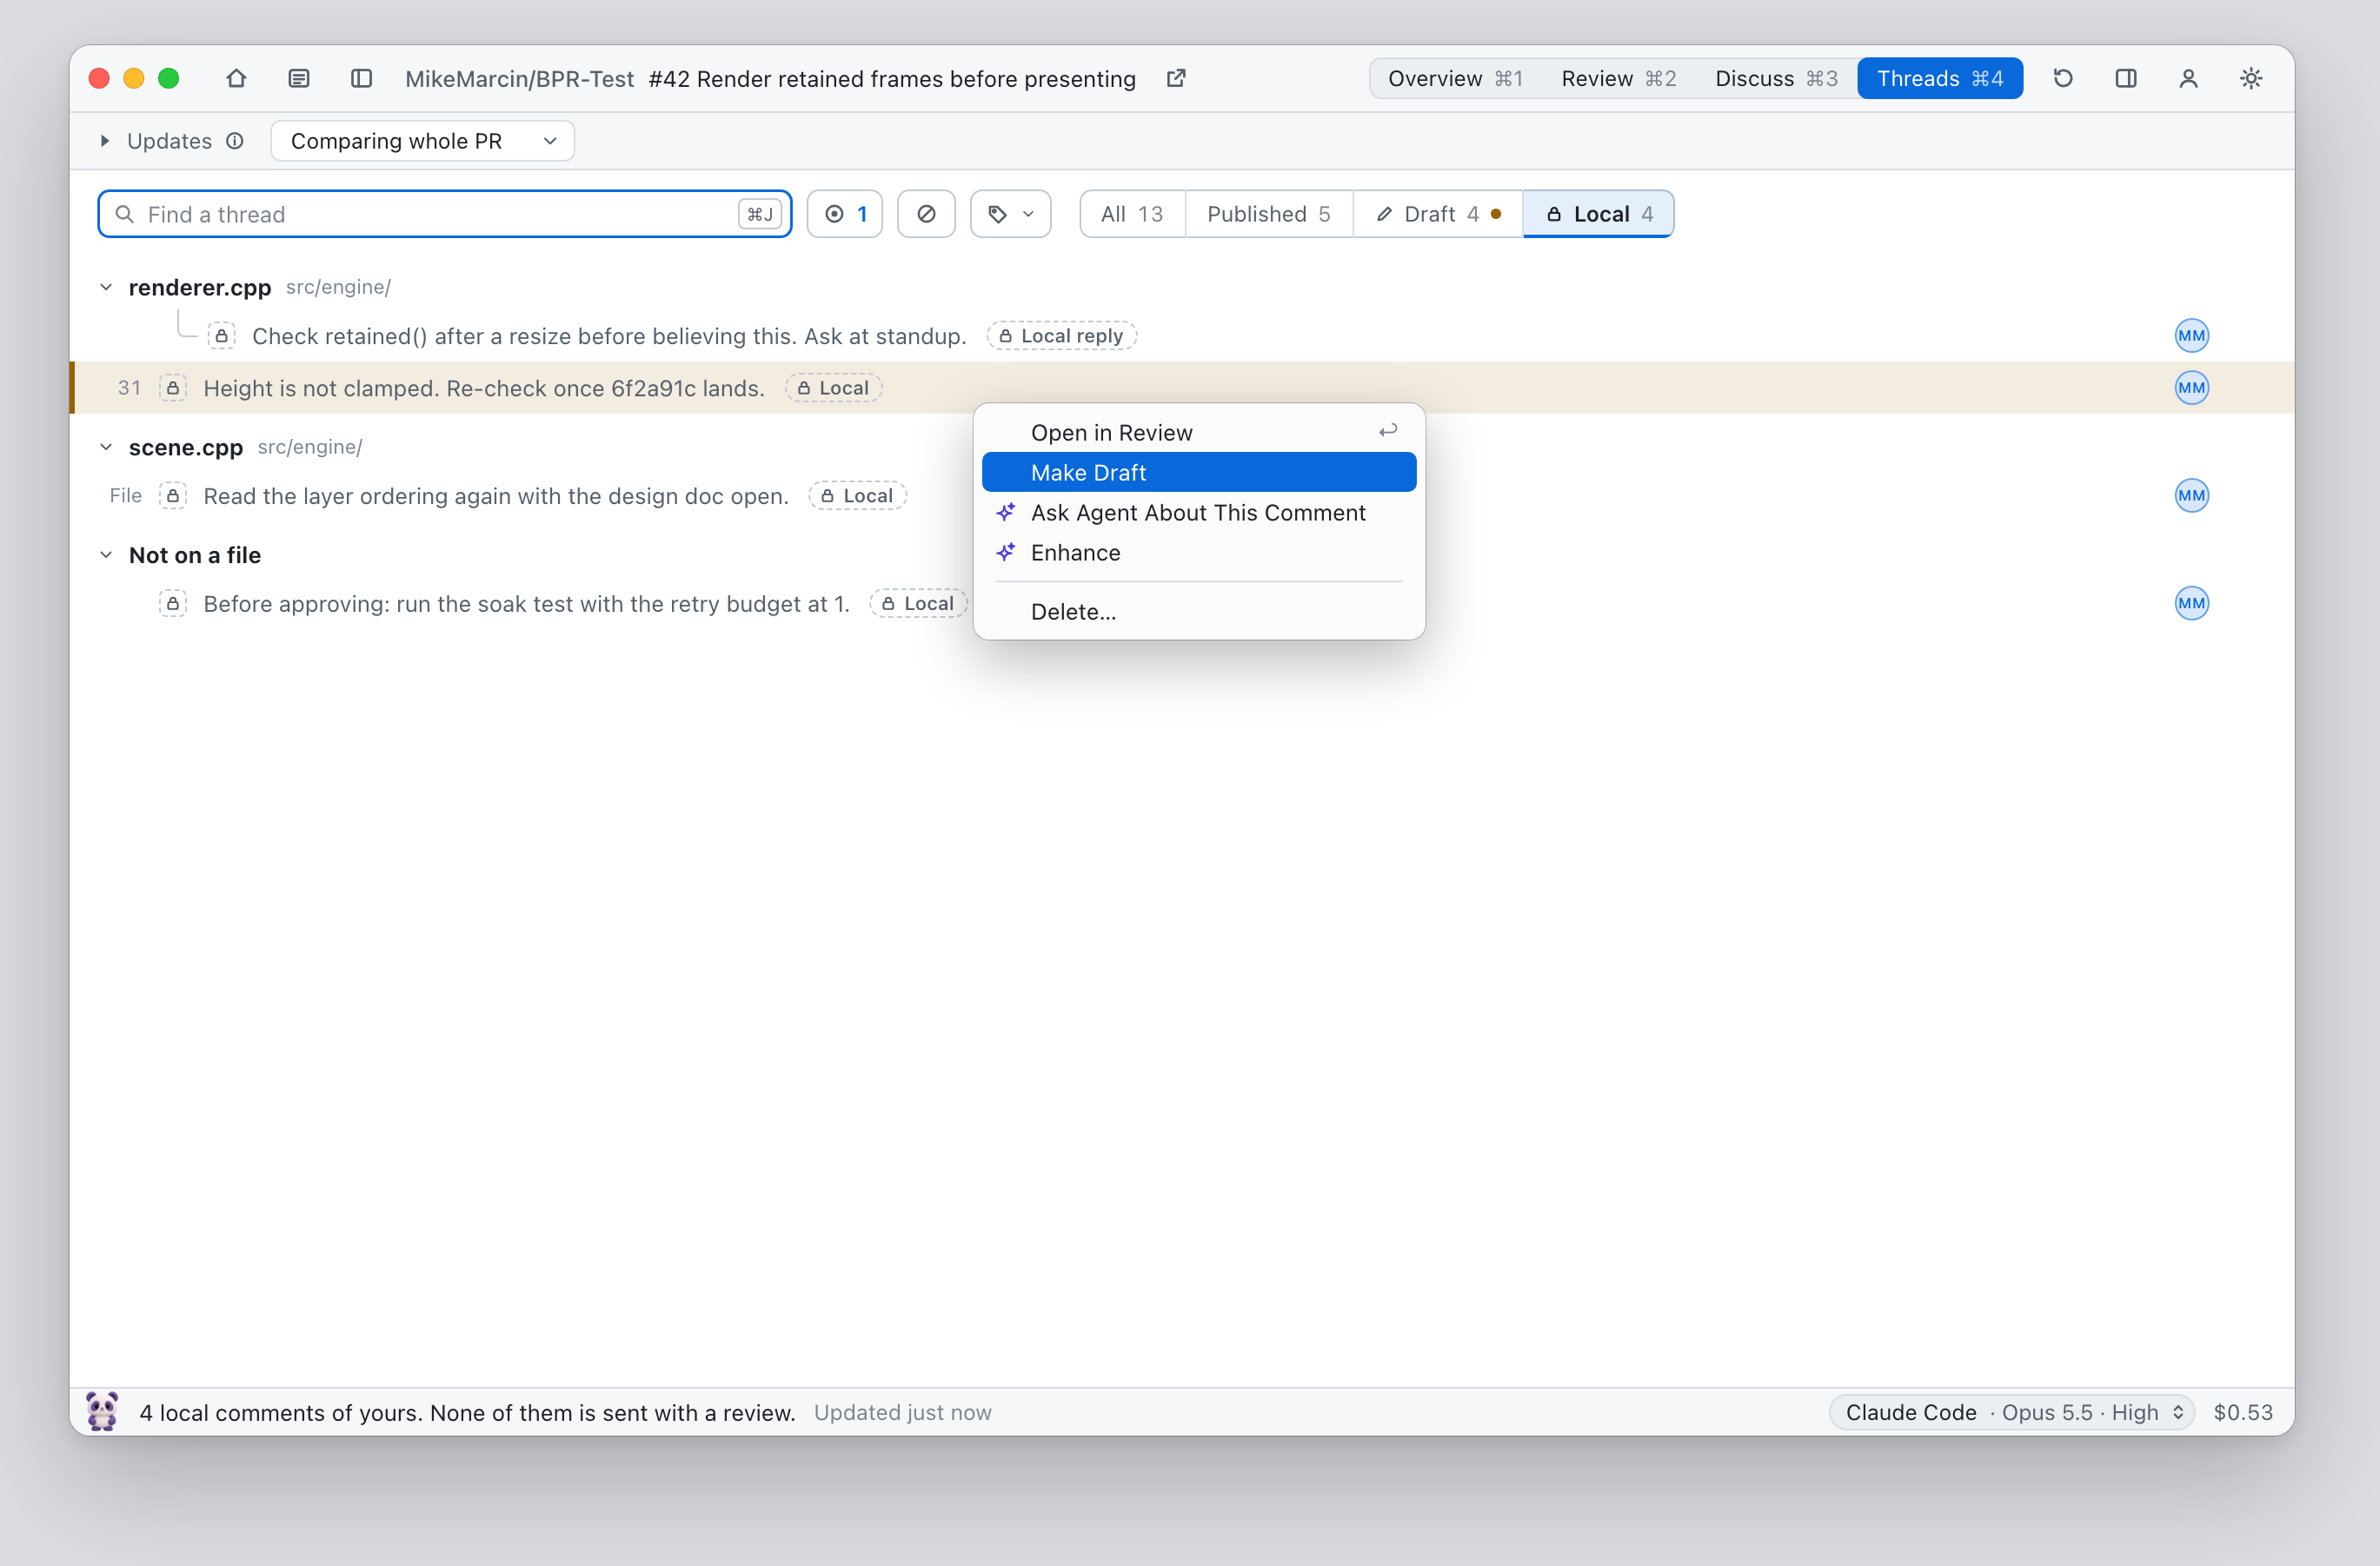 MikeMarcin/BPR-Test #42 Render retained frames before presenting Overview ⌘1 Review ⌘2 Discuss ⌘3 Threads ⌘4
Updates Comparing whole PR
Find a thread ⌘J 1 All 13 Published 5 Draft 4 Local 4
renderer.cpp src/engine/
Check retained() after a resize before believing this. Ask at standup. Local reply MM
31 Height is not clamped. Re-check once 6f2a91c lands. Local MM
Open in Review
scene.cpp src/engine/
Make Draft
File Read the layer ordering again with the design doc open. Local MM
Ask Agent About This Comment
Enhance
Not on a file
Before approving: run the soak test with the retry budget at 1. Local MM
Delete...
4 local comments of yours. None of them is sent with a review. Updated just now Claude Code · Opus 5.5 · High $0.53